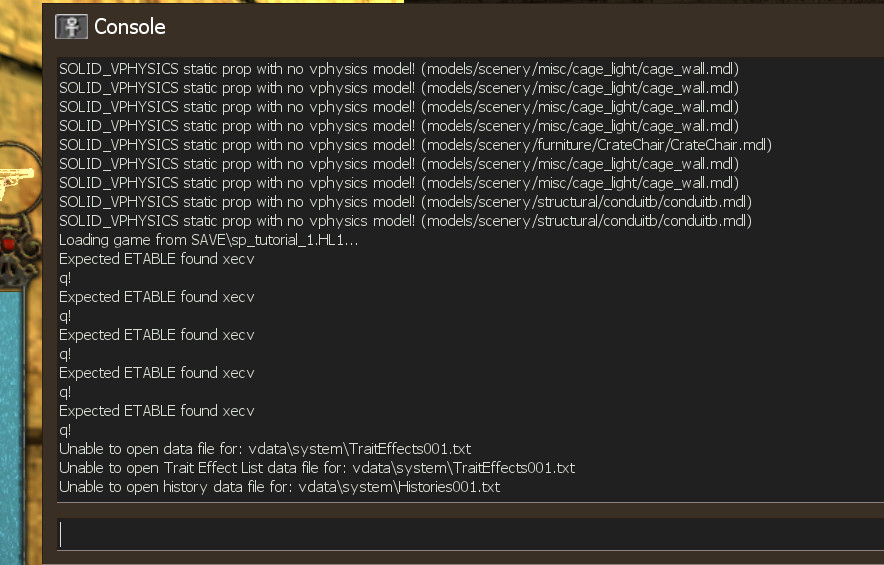 Console
SOLID_VPHYSICS static prop with no vphysics model! (models/scenery/misc/cage_light/cage_wall.mdl)
SOLID_VPHYSICS static prop with no vphysics model! (models/scenery/misc/cage_light/cage_wall.mdl)
SOLID_VPHYSICS static prop with no vphysics model! (models/scenery/misc/cage_light/cage_wall.mdl)
SOLID_VPHYSICS static prop with no vphysics model! (models/scenery/misc/cage_light/cage_wall.mdl)
SOLID_VPHYSICS static prop with no vphysics model! (models/scenery/furniture/CrateChair/CrateChair.mdl)
SOLID_VPHYSICS static prop with no vphysics model! (models/scenery/misc/cage_light/cage_wall.mdl)
SOLID_VPHYSICS static prop with no vphysics model! (models/scenery/misc/cage_light/cage_wall.mdl)
SOLID_VPHYSICS static prop with no vphysics model! (models/scenery/structural/conduitb/conduitb.mdl)
SOLID_VPHYSICS static prop with no vphysics model! (models/scenery/structural/conduitb/conduitb.mdl)
Loading game from SAVE\sp_tutorial_1.HL1...
Expected ETABLE found xecv
q!
Expected ETABLE found xecv
q!
Expected ETABLE found xecv
q!
Expected ETABLE found xecv
q!
Expected ETABLE found xecv
q!
Unable to open data file for: vdata\system\TraitEffects001.txt
Unable to open Trait Effect List data file for: vdata\system\TraitEffects001.txt
Unable to open history data file for: vdata\system\Histories001.txt